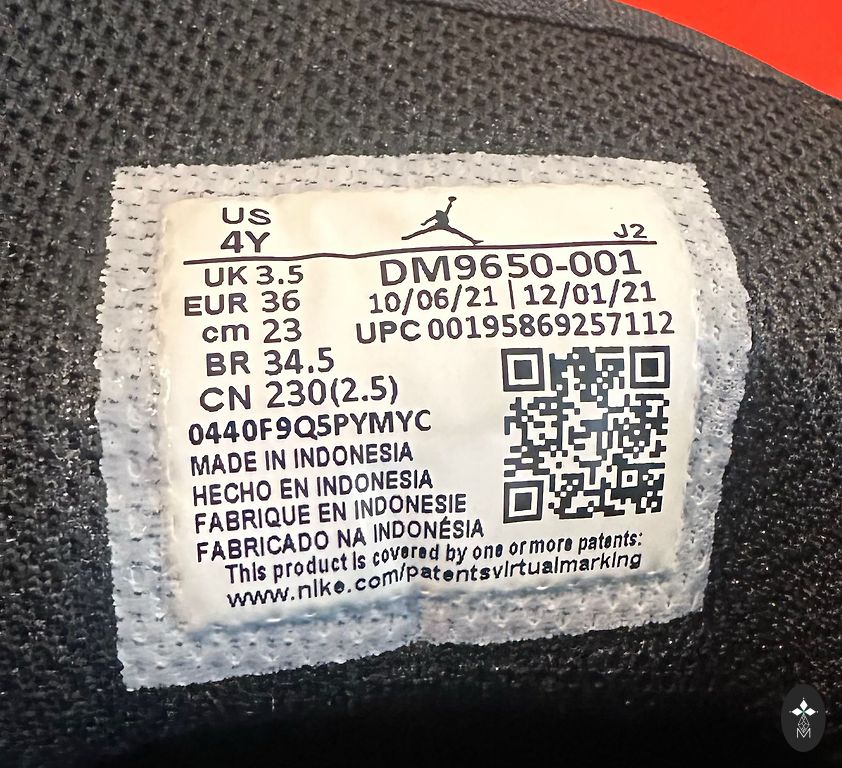 US
4Y
J2
UK 3.5
DM9650-001
EUR 36
10/06/21 | 12/01/21
cm 23
UPC 00195869257112
BR 34.5
CN 230(2.5)
0440F9Q5PYMYC
MADE IN INDONESIA
HECHO EN INDONESIA
FABRIQUE EN INDONESIE
FABRICADO NA INDONÉSIA
This product is covered by one or more patents:
www.nike.com/patentsvirtualmarking
M